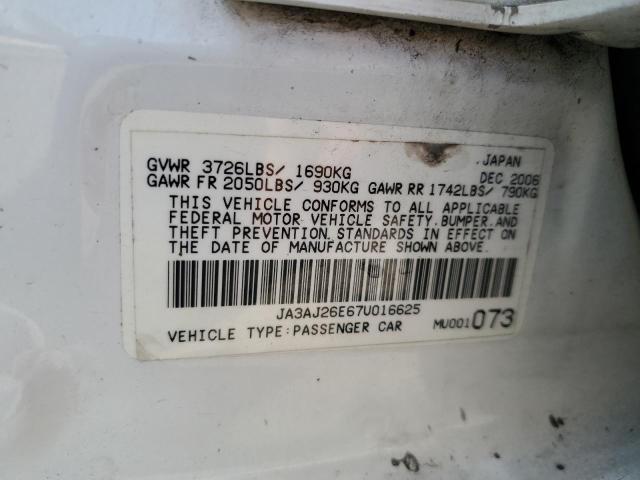 GVWR 3726LBS/ 1690KG JAPAN
GAWR FR 2050LBS/ 930KG GAWR RR 1742LBS/ 790KG DEC 2006
THIS VEHICLE CONFORMS TO ALL APPLICABLE
FEDERAL MOTOR VEHICLE SAFETY, BUMPER, AND
THEFT PREVENTION STANDARDS IN EFFECT ON
THE DATE OF MANUFACTURE SHOWN ABOVE.
JA3AJ26E67U016625
VEHICLE TYPE:PASSENGER CAR MU001073